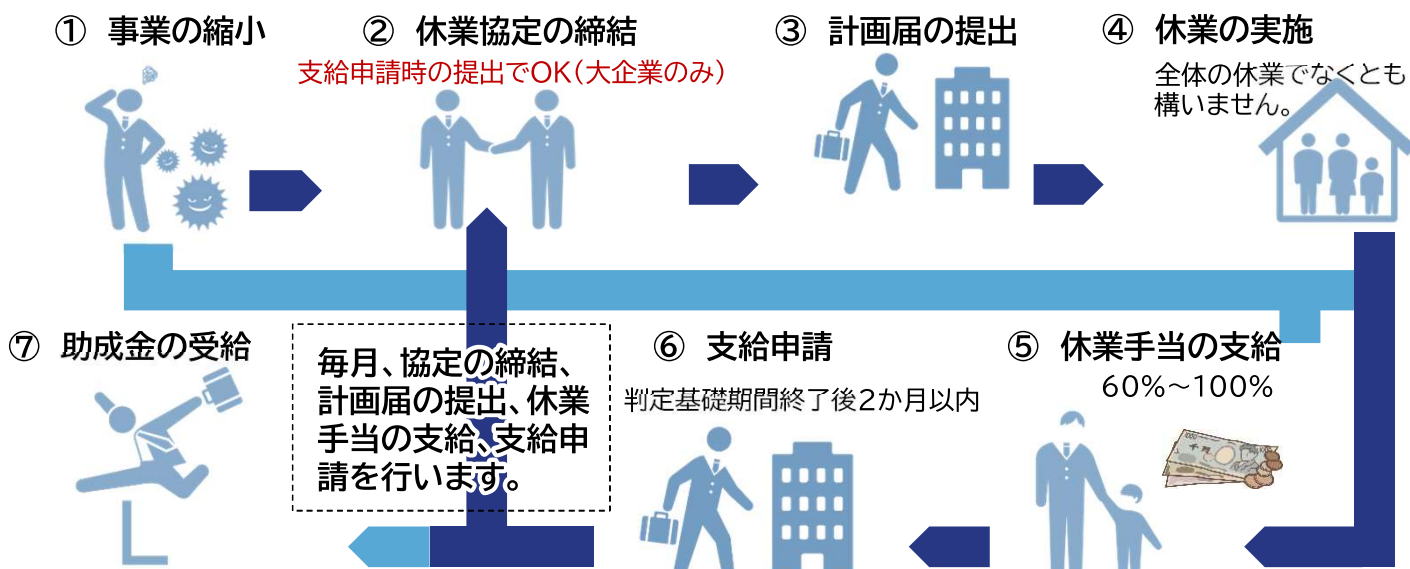 ① 事業の縮小
② 休業協定の締結
支給申請時の提出でOK(大企業のみ)
③ 計画届の提出
④ 休業の実施
全体の休業でなくとも
構いません。
⑤ 休業手当の支給
60%～100%
⑥ 支給申請
判定基礎期間終了後2か月以内
毎月、協定の締結、
計画届の提出、休業
手当の支給、支給申
請を行います。
⑦ 助成金の受給